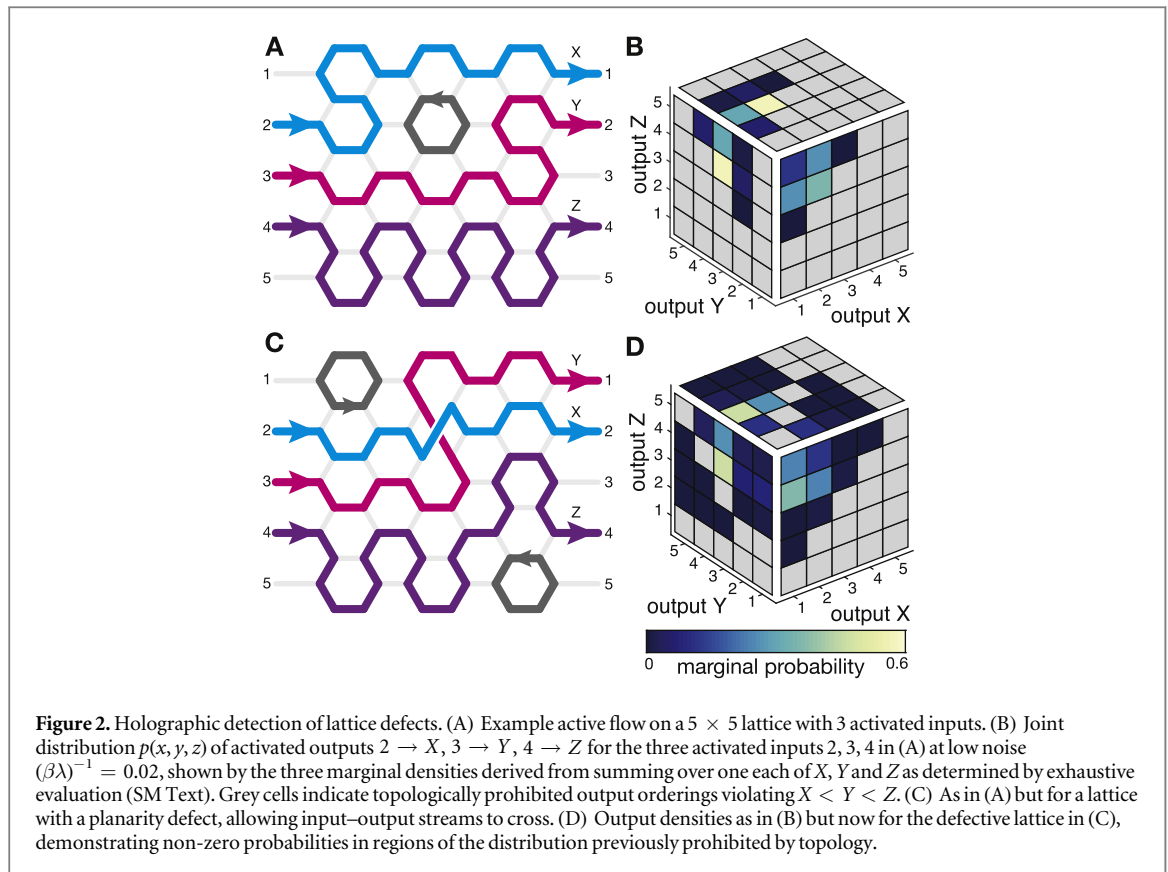 A
B
X
1
1
Y
2
2
3
3
Z
4
4
5
5
output Z
5
4
3
2
1
5
4
3
2
1
output Y
1
2
3
4
5
output X
C
D
Y
1
1
X
2
2
3
3
Z
4
4
5
5
output Z
5
4
3
2
1
5
4
3
2
1
output Y
1
2
3
4
5
output X
0
marginal probability
0.6
Figure 2. Holographic detection of lattice defects. (A) Example active flow on a 5 × 5 lattice with 3 activated inputs. (B) Joint
distribution p(x, y, z) of activated outputs 2 → X, 3 → Y, 4 → Z for the three activated inputs 2, 3, 4 in (A) at low noise
(βλ)⁻¹ = 0.02, shown by the three marginal densities derived from summing over one each of X, Y and Z as determined by exhaustive
evaluation (SM Text). Grey cells indicate topologically prohibited output orderings violating X < Y < Z. (C) As in (A) but for a lattice
with a planarity defect, allowing input–output streams to cross. (D) Output densities as in (B) but now for the defective lattice in (C),
demonstrating non-zero probabilities in regions of the distribution previously prohibited by topology.